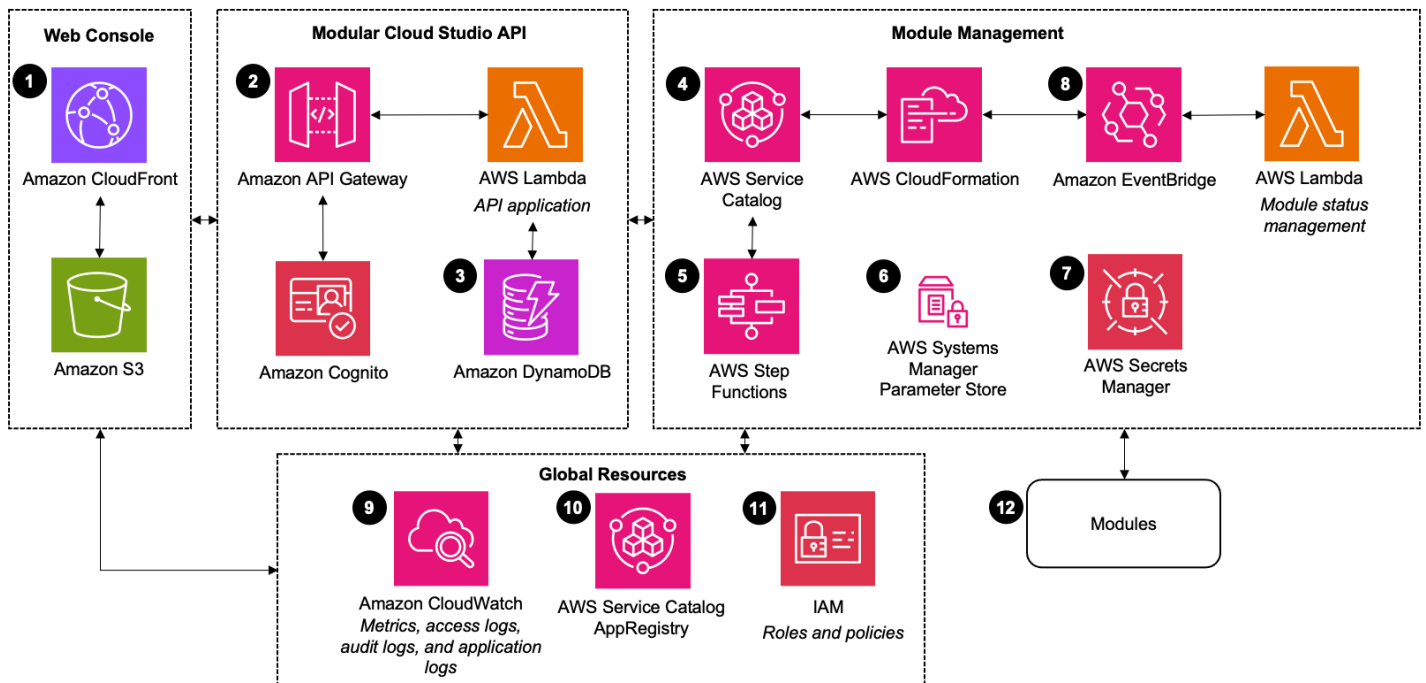 Web Console
1
Amazon CloudFront
Amazon S3
Modular Cloud Studio API
2
Amazon API Gateway
AWS Lambda
API application
Amazon Cognito
3
Amazon DynamoDB
Module Management
4
AWS Service
Catalog
AWS CloudFormation
8
Amazon EventBridge
AWS Lambda
Module status
management
5
AWS Step
Functions
6
AWS Systems
Manager
Parameter Store
7
AWS Secrets
Manager
Global Resources
9
Amazon CloudWatch
Metrics, access logs,
audit logs, and application
logs
10
AWS Service Catalog
AppRegistry
11
IAM
Roles and policies
12
Modules